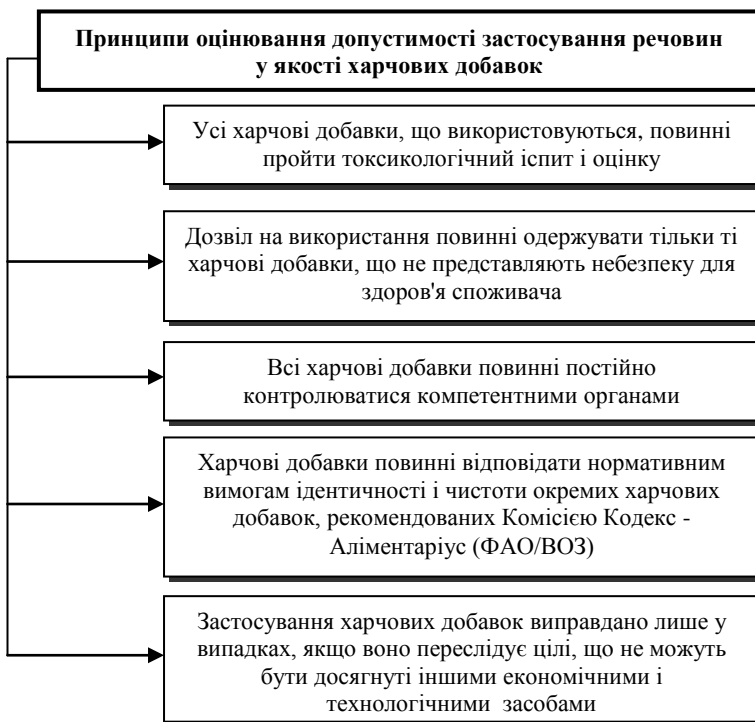 Принципи оцінювання допустимості застосування речовин
у якості харчових добавок
Усі харчові добавки, що використовуються, повинні
пройти токсикологічний іспит і оцінку
Дозвіл на використання повинні одержувати тільки ті
харчові добавки, що не представляють небезпеку для
здоров'я споживача
Всі харчові добавки повинні постійно
контролюватися компетентними органами
Харчові добавки повинні відповідати нормативним
вимогам ідентичності і чистоти окремих харчових
добавок, рекомендованих Комісією Кодекс -
Аліментаріус (ФАО/ВОЗ)
Застосування харчових добавок виправдано лише у
випадках, якщо воно переслідує цілі, що не можуть
бути досягнуті іншими економічними і
технологічними засобами